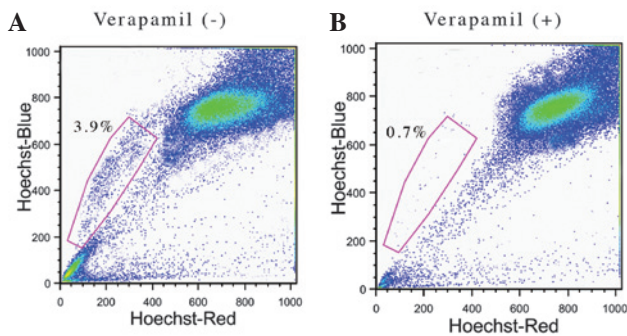 A
Verapamil (-)
1000
800
600
400
200
0
Hoechst-Blue
3.9%
0 200 400 600 800 1000
Hoechst-Red
B
Verapamil (+)
1000
800
600
400
200
0
Hoechst-Blue
0.7%
0 200 400 600 800 1000
Hoechst-Red